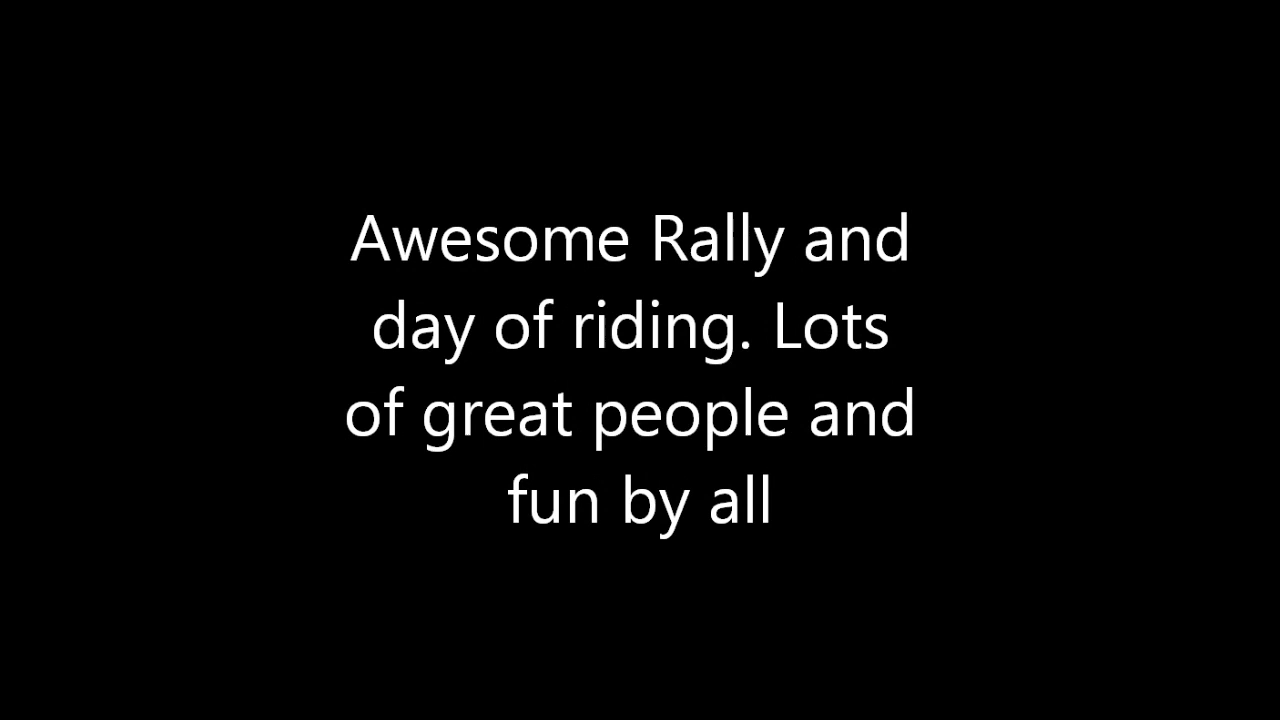 Awesome Rally and
day of riding. Lots
of great people and
fun by all